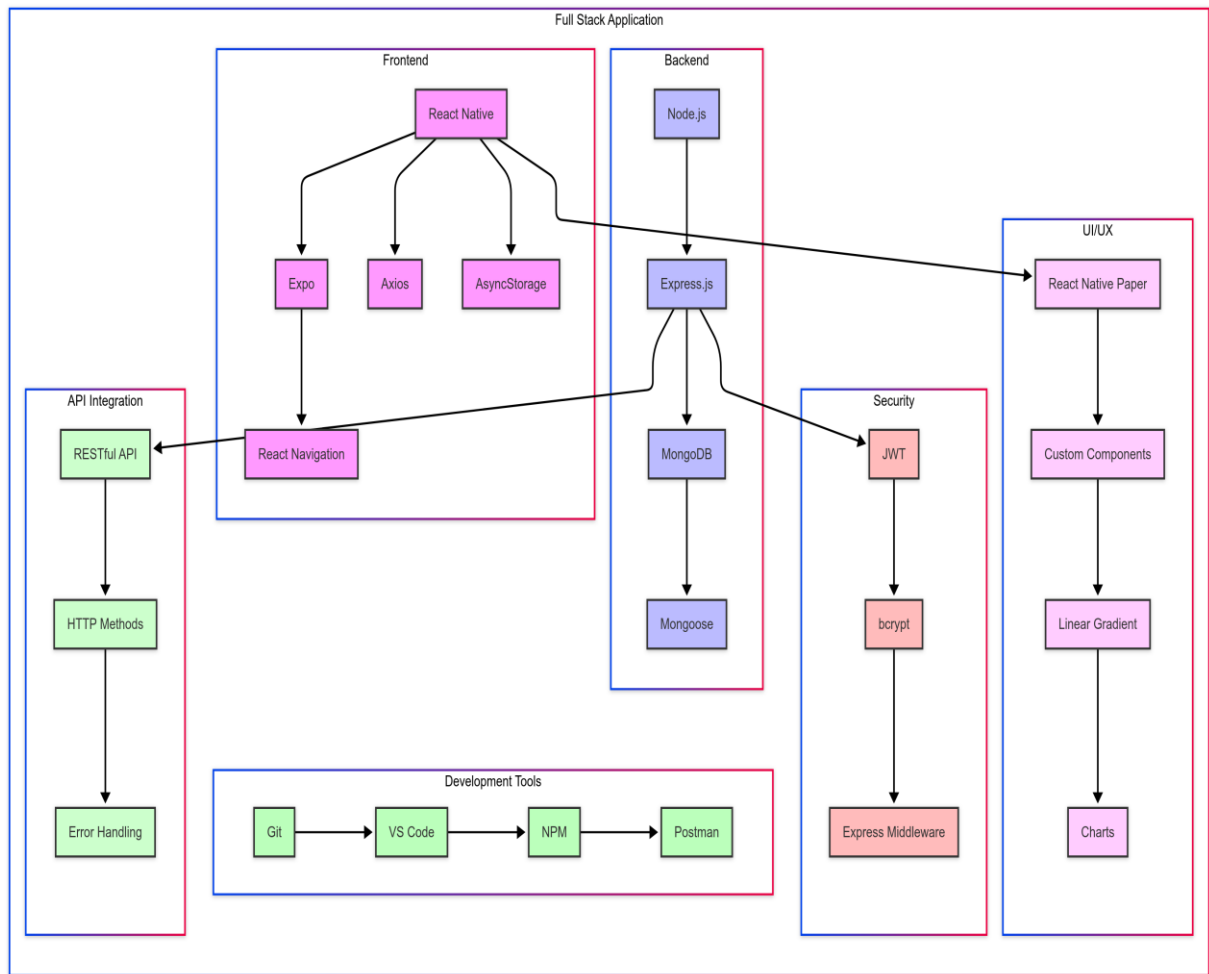 Full Stack Application
Frontend
Backend
React Native
Node.js
UI/UX
Expo
Axios
AsyncStorage
Express.js
React Native Paper
API Integration
Security
RESTful API
React Navigation
MongoDB
JWT
Custom Components
HTTP Methods
Mongoose
bcrypt
Linear Gradient
Development Tools
Error Handling
Git
VS Code
NPM
Postman
Express Middleware
Charts